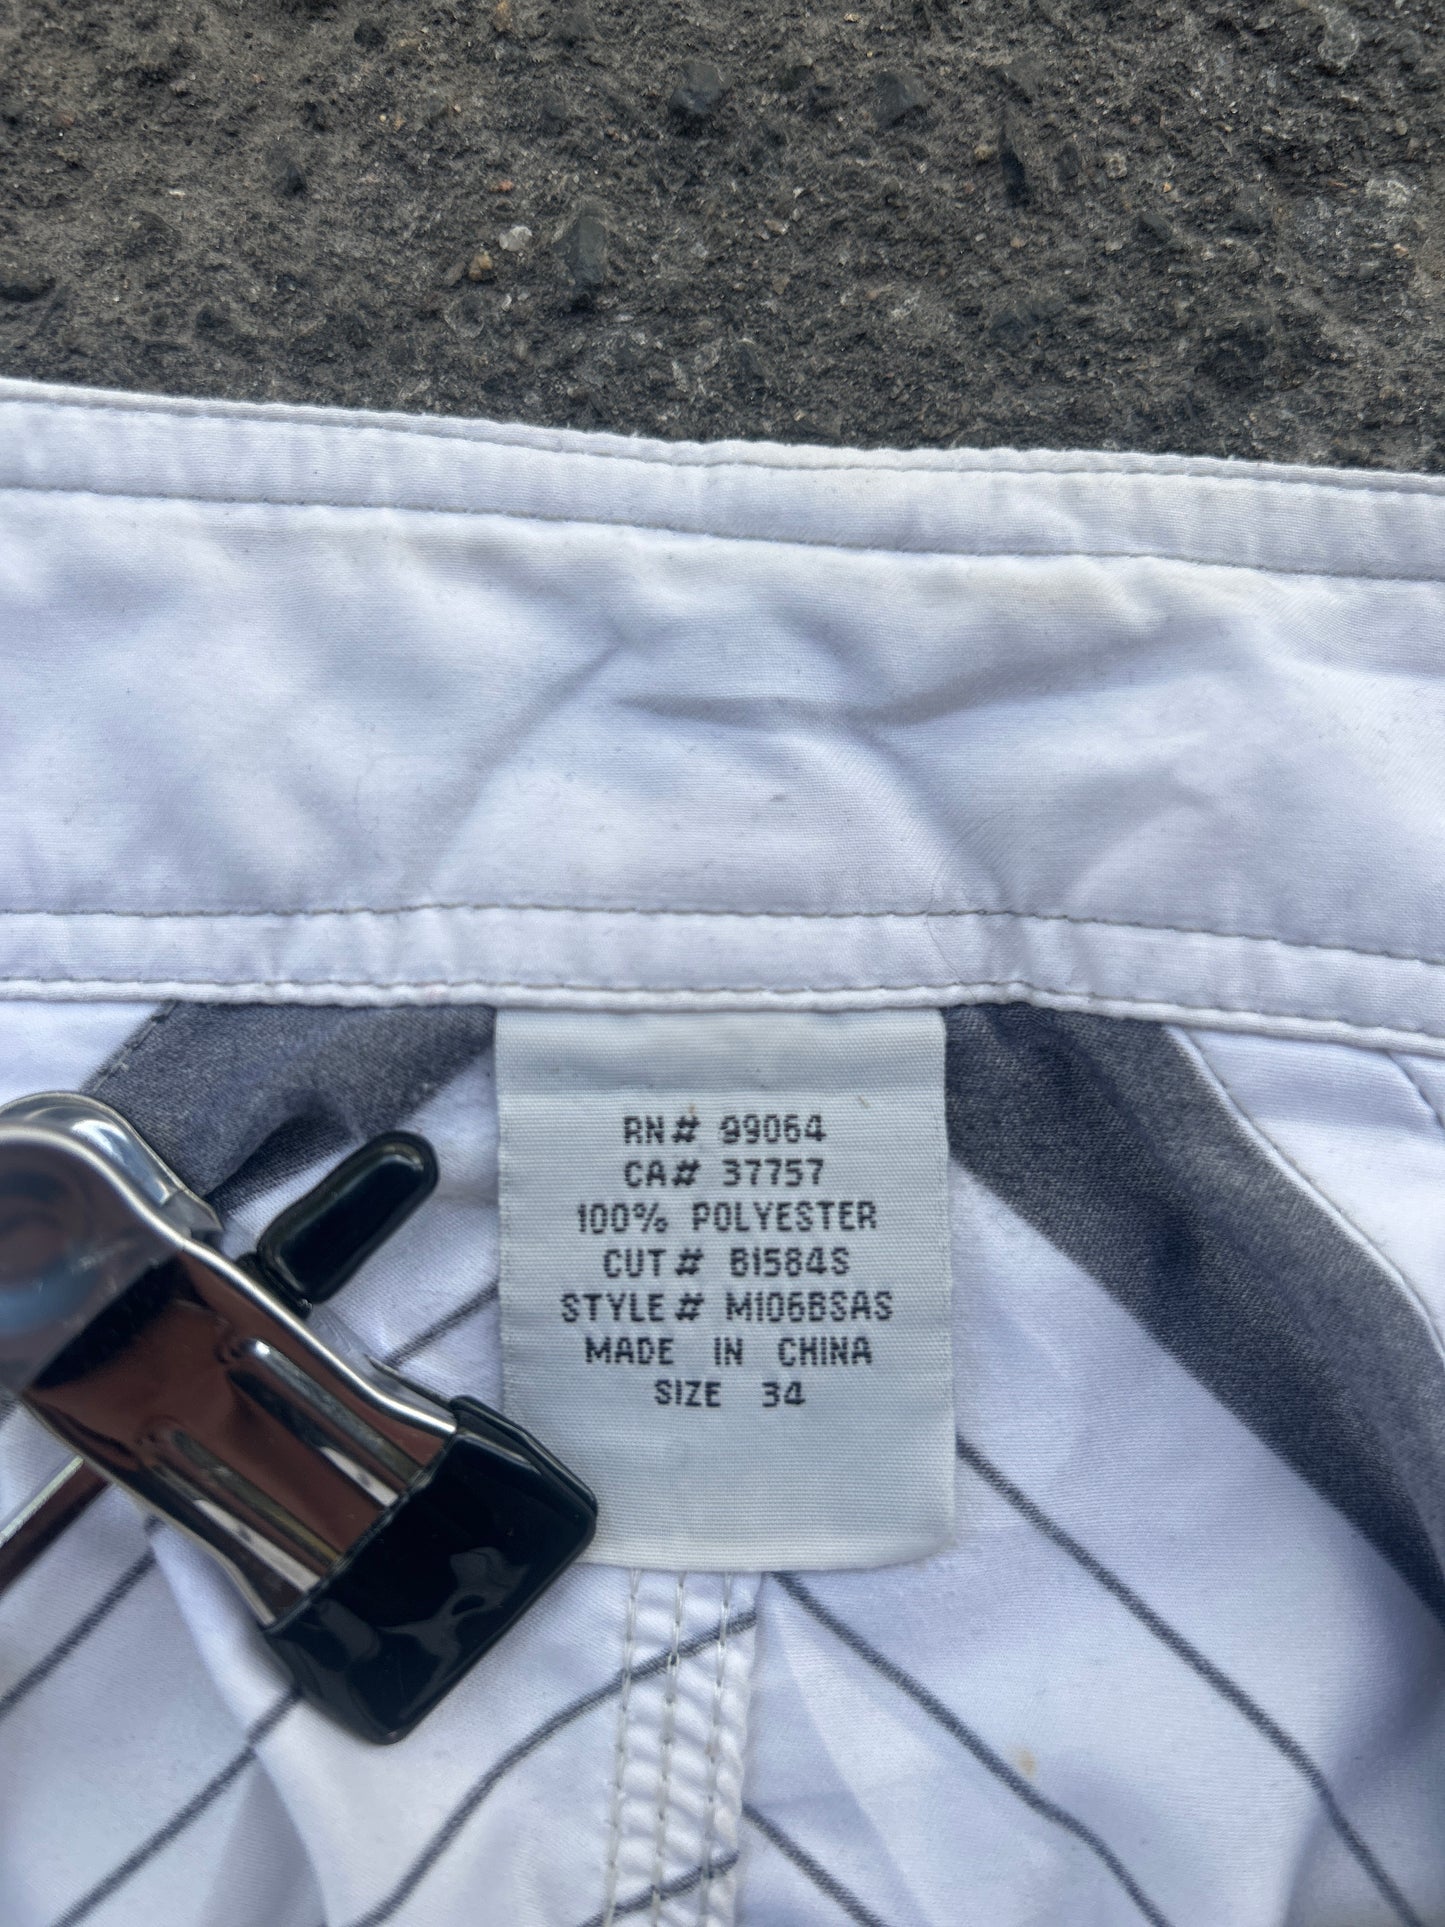 RN# 99064
CA# 37757
100% POLYESTER
CUT# B1584S
STYLE# M106BSAS
MADE IN CHINA
SIZE 34